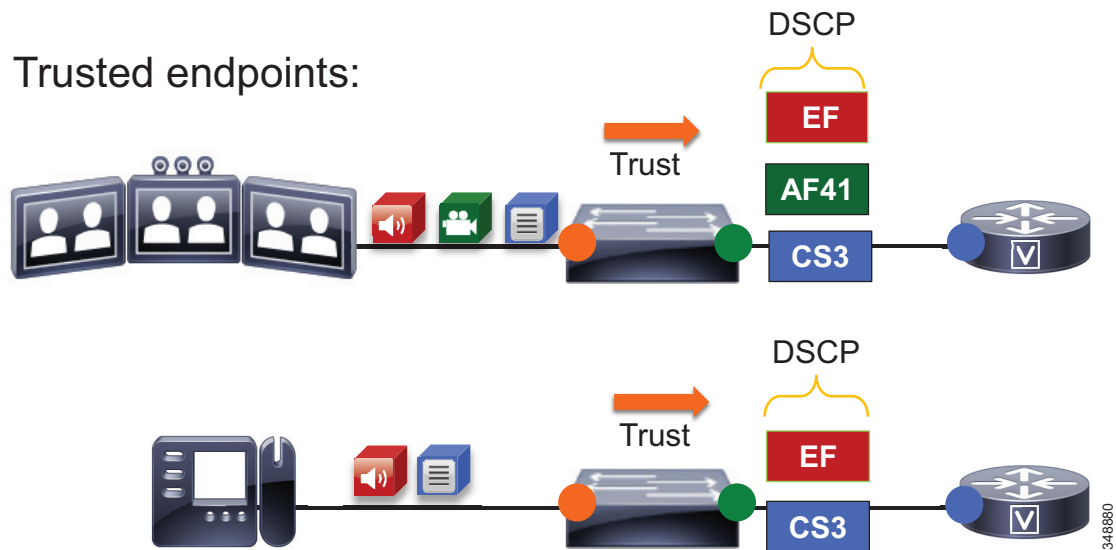 DSCP
Trusted endpoints:
EF
Trust
AF41
CS3
V
DSCP
Trust
EF
CS3
V
348880